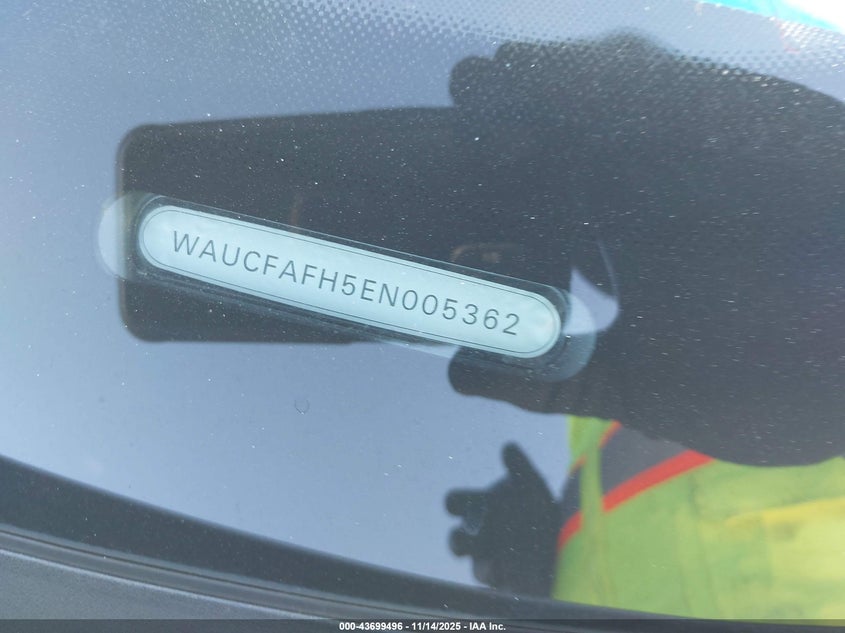 WAUCFAFH5EN005362
000-43699496 - 11/14/2025 - IAA Inc.